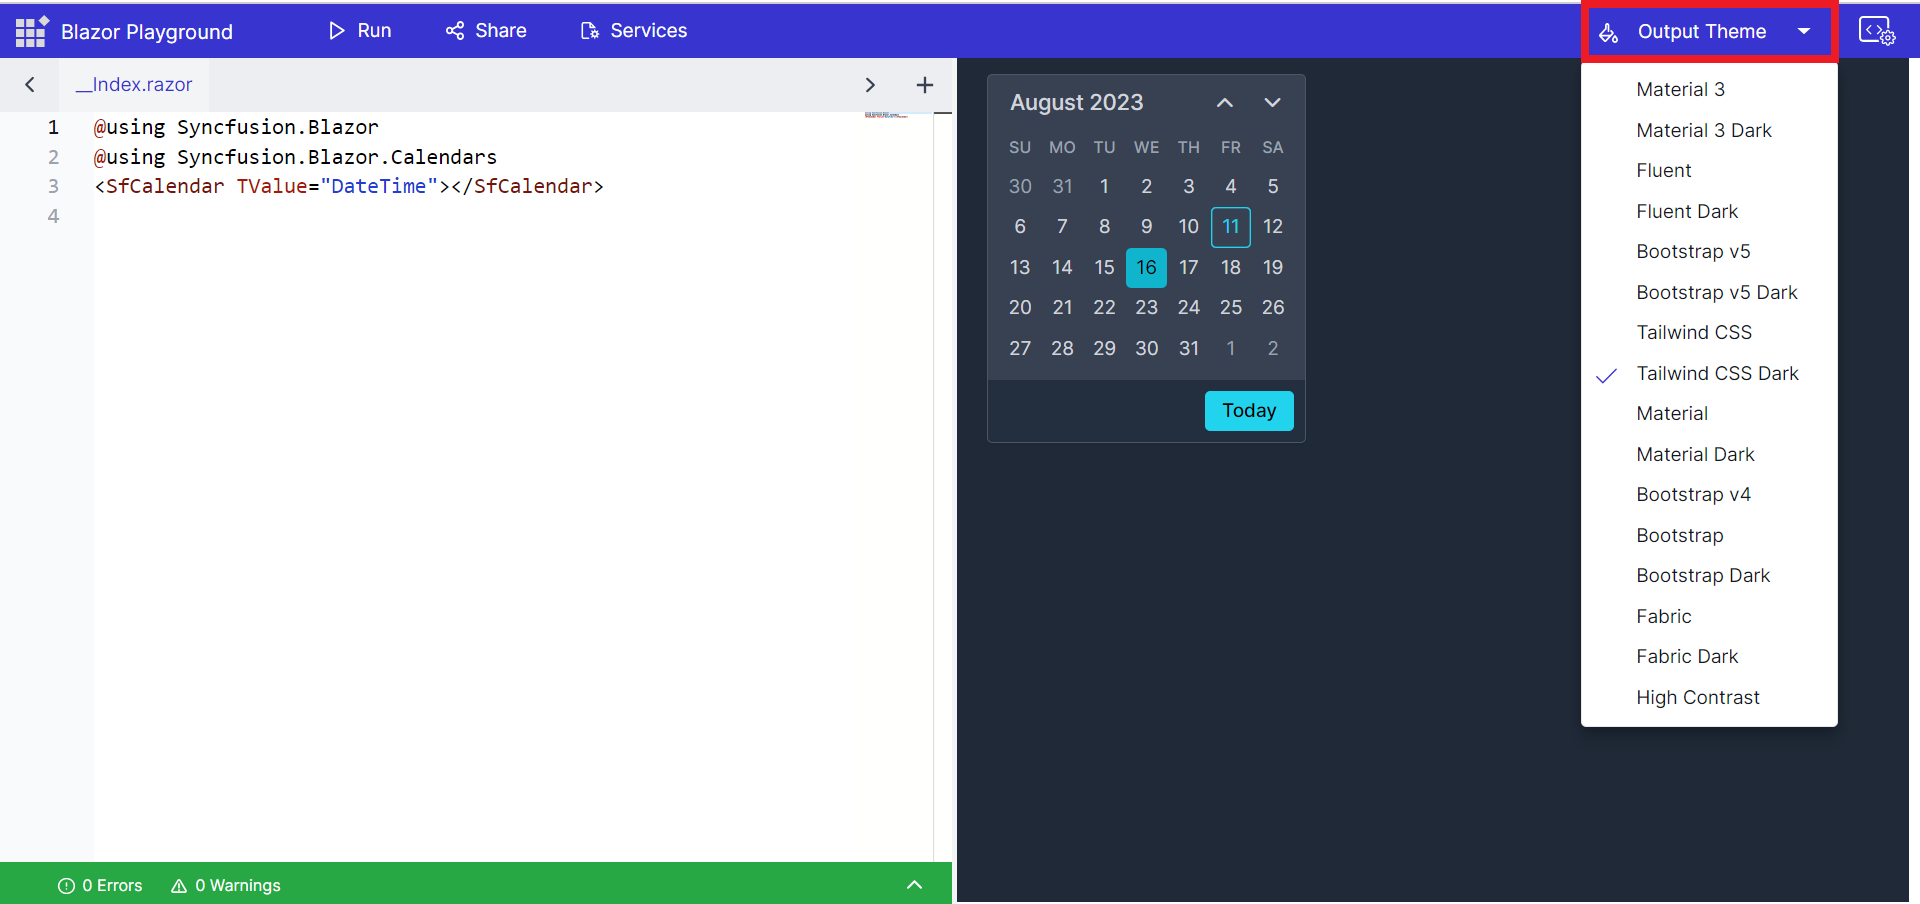 Blazor Playground
Run
Share
Services
Output Theme
__Index.razor
1 @using Syncfusion.Blazor
2 @using Syncfusion.Blazor.Calendars
3 <SfCalendar TValue="DateTime"></SfCalendar>
4
August 2023
SU MO TU WE TH FR SA
30 31 1 2 3 4 5
6 7 8 9 10 11 12
13 14 15 16 17 18 19
20 21 22 23 24 25 26
27 28 29 30 31 1 2
Today
Material 3
Material 3 Dark
Fluent
Fluent Dark
Bootstrap v5
Bootstrap v5 Dark
Tailwind CSS
Tailwind CSS Dark
Material
Material Dark
Bootstrap v4
Bootstrap
Bootstrap Dark
Fabric
Fabric Dark
High Contrast
0 Errors
0 Warnings